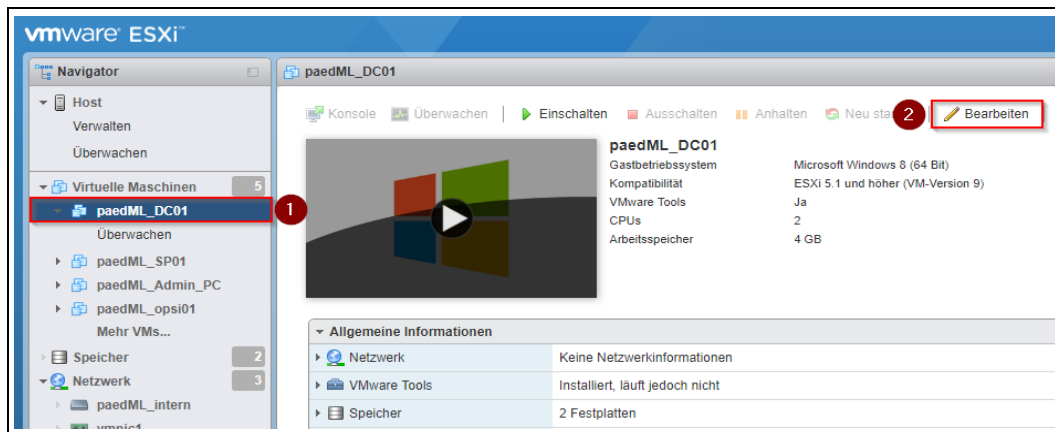 vmware ESXi™
Navigator
Host
Verwalten
Überwachen
Virtuelle Maschinen 5
paedML_DC01
Überwachen
paedML_SP01
paedML_Admin_PC
paedML_opsi01
Mehr VMs...
Speicher 2
Netzwerk 3
paedML_intern
vmnic1
1
paedML_DC01
Konsole Überwachen Einschalten Ausschalten Anhalten Neu sta 2 Bearbeiten
paedML_DC01
Gastbetriebssystem Microsoft Windows 8 (64 Bit)
Kompatibilität ESXi 5.1 und höher (VM-Version 9)
VMware Tools Ja
CPUs 2
Arbeitsspeicher 4 GB
Allgemeine Informationen
Netzwerk Keine Netzwerkinformationen
VMware Tools Installiert, läuft jedoch nicht
Speicher 2 Festplatten